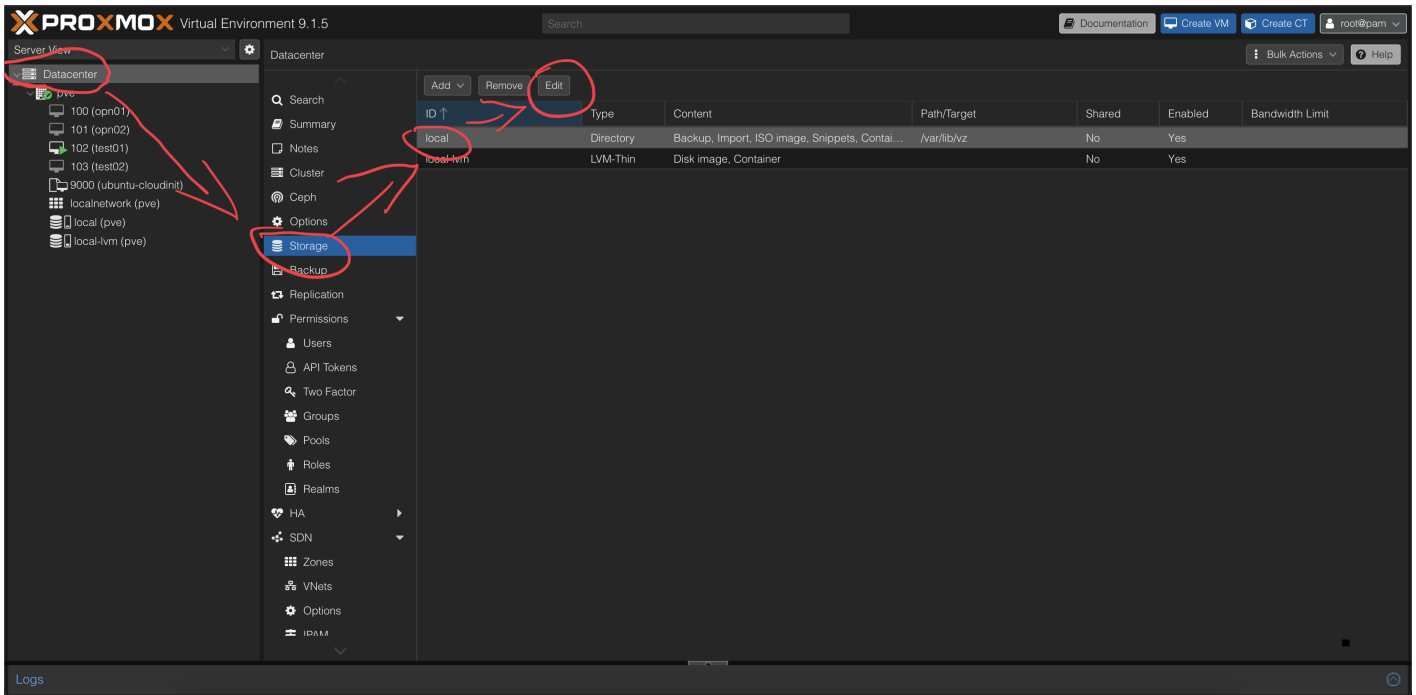 PROXMOX Virtual Environment 9.1.5
Search
Documentation
Create VM
Create CT
root@pam
Server View
Datacenter
Bulk Actions
Help
Datacenter
pve
100 (opn01)
101 (opn02)
102 (test01)
103 (test02)
9000 (ubuntu-cloudinit)
localnetwork (pve)
local (pve)
local-lvm (pve)
Search
Summary
Notes
Cluster
Ceph
Options
Storage
Backup
Replication
Permissions
Users
API Tokens
Two Factor
Groups
Pools
Roles
Realms
HA
SDN
Zones
VNets
Options
IPAM
Add Remove Edit
ID Type Content Path/Target Shared Enabled Bandwidth Limit
local Directory Backup, Import, ISO image, Snippets, Contai... /var/lib/vz No Yes
local-lvm LVM-Thin Disk image, Container No Yes
Logs